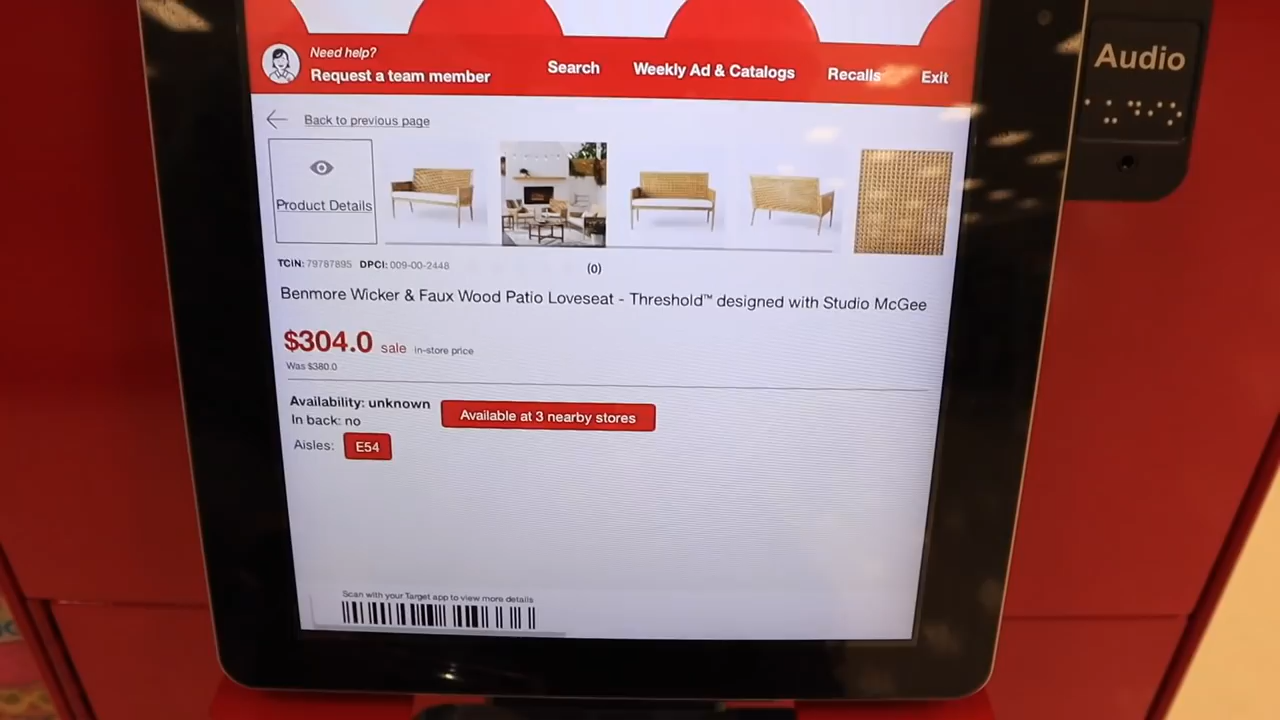 Need help?
Request a team member
Search
Weekly Ad & Catalogs
Recalls
Exit
Audio
Back to previous page
Product Details
TCIN: 79787895 DPCI: 009-00-2448
(0)
Benmore Wicker & Faux Wood Patio Loveseat - Threshold™ designed with Studio McGee
$304.0 sale in-store price
Was $380.0
Availability: unknown
In back: no
Available at 3 nearby stores
Aisles: E54
Scan with your Target app to view more details